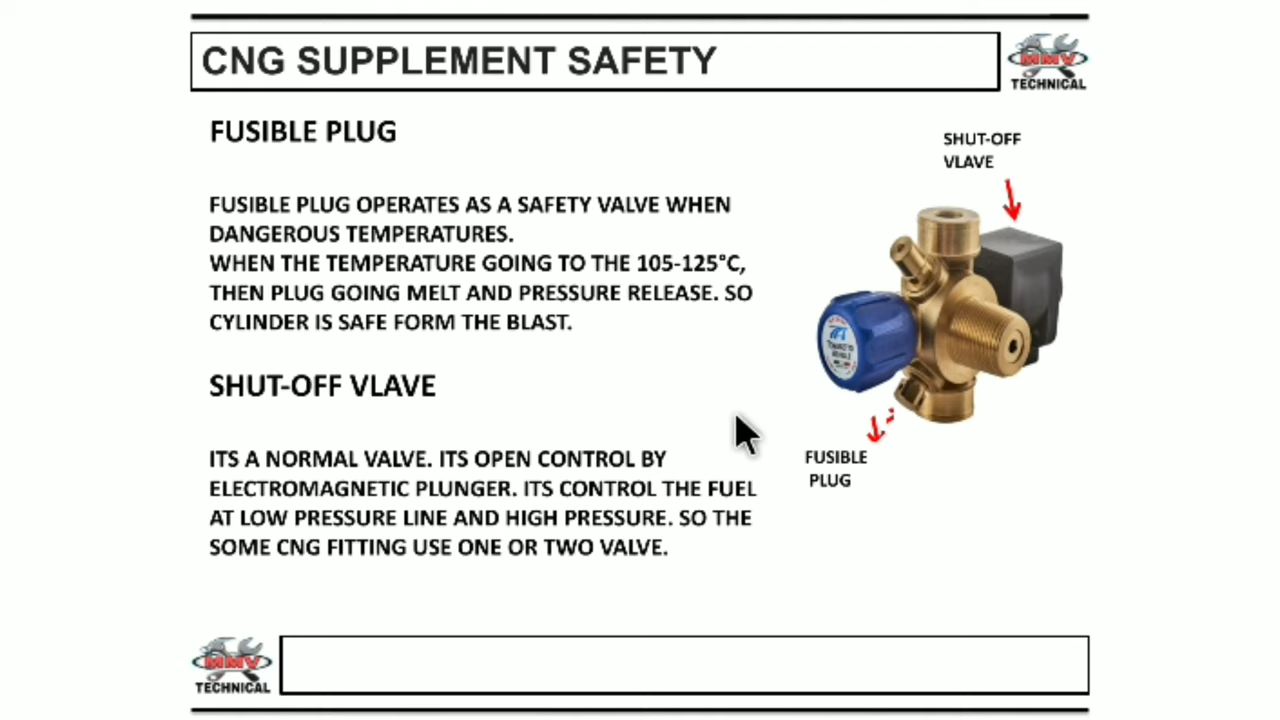 CNG SUPPLEMENT SAFETY
MMV
TECHNICAL
FUSIBLE PLUG
FUSIBLE PLUG OPERATES AS A SAFETY VALVE WHEN
DANGEROUS TEMPERATURES.
WHEN THE TEMPERATURE GOING TO THE 105-125°C,
THEN PLUG GOING MELT AND PRESSURE RELEASE. SO
CYLINDER IS SAFE FORM THE BLAST.
SHUT-OFF VLAVE
ITS A NORMAL VALVE. ITS OPEN CONTROL BY
ELECTROMAGNETIC PLUNGER. ITS CONTROL THE FUEL
AT LOW PRESSURE LINE AND HIGH PRESSURE. SO THE
SOME CNG FITTING USE ONE OR TWO VALVE.
SHUT-OFF
VLAVE
FUSIBLE
PLUG
MMV
TECHNICAL